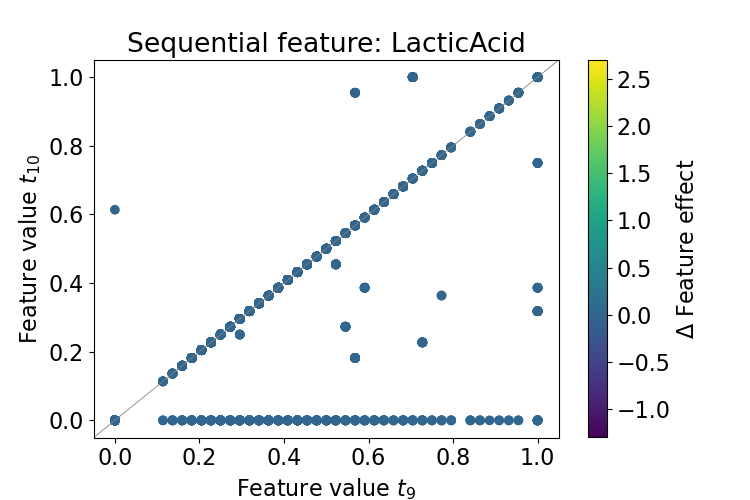 Sequential feature: LacticAcid
1.0
0.8
0.6
0.4
0.2
0.0
Feature value t₁₀
0.0 0.2 0.4 0.6 0.8 1.0
Feature value t₉
2.5
2.0
1.5
1.0
0.5
0.0
−0.5
−1.0
Δ Feature effect